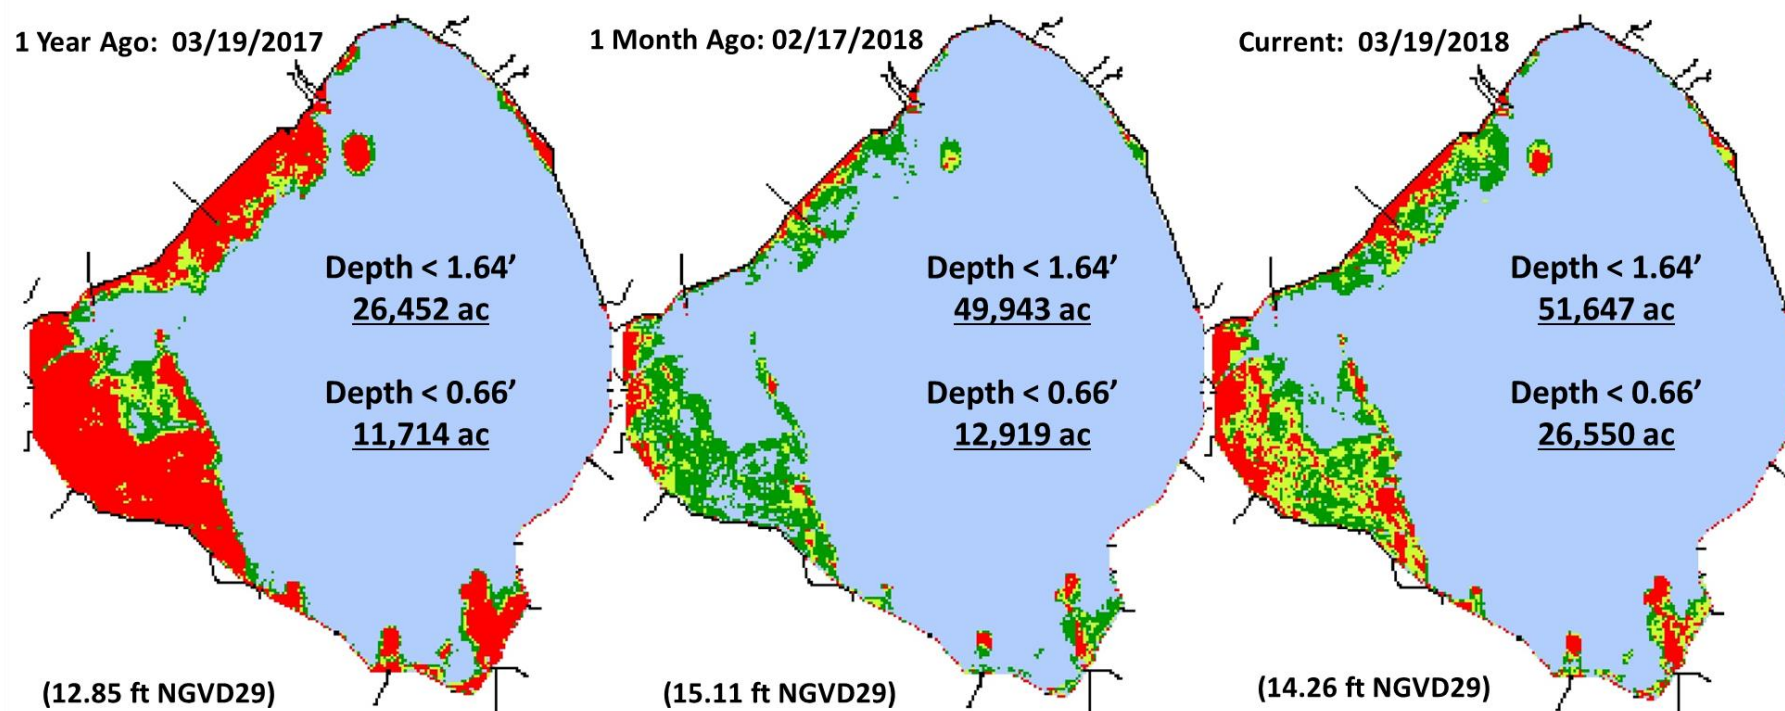 1 Year Ago: 03/19/2017
Depth < 1.64’
26,452 ac
Depth < 0.66’
11,714 ac
(12.85 ft NGVD29)
1 Month Ago: 02/17/2018
Depth < 1.64’
49,943 ac
Depth < 0.66’
12,919 ac
(15.11 ft NGVD29)
Current: 03/19/2018
Depth < 1.64’
51,647 ac
Depth < 0.66’
26,550 ac
(14.26 ft NGVD29)